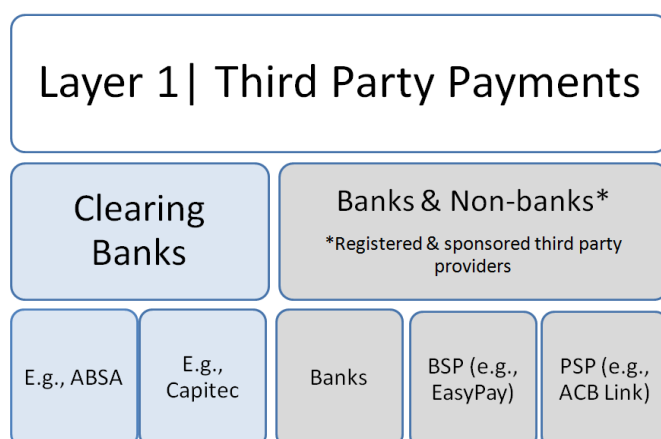 Layer 1| Third Party Payments
Clearing
Banks
Banks & Non-banks*
*Registered & sponsored third party
providers
E.g., ABSA
E.g.,
Capitec
Banks
BSP (e.g.,
EasyPay)
PSP (e.g.,
ACB Link)